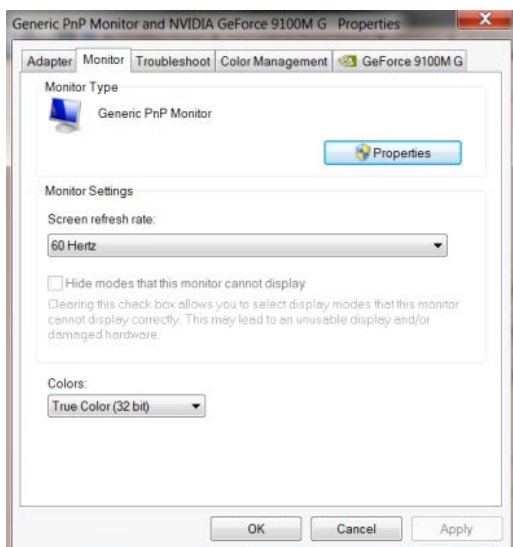 Generic PnP Monitor and NVIDIA GeForce 9100M G Properties
Adapter Monitor Troubleshoot Color Management GeForce 9100M G
Monitor Type
Generic PnP Monitor
Properties
Monitor Settings
Screen refresh rate:
60 Hertz
Hide modes that this monitor cannot display
Clearing this check box allows you to select display modes that this monitor
cannot display correctly. This may lead to an unusable display and/or
damaged hardware.
Colors:
True Color (32 bit)
OK Cancel Apply